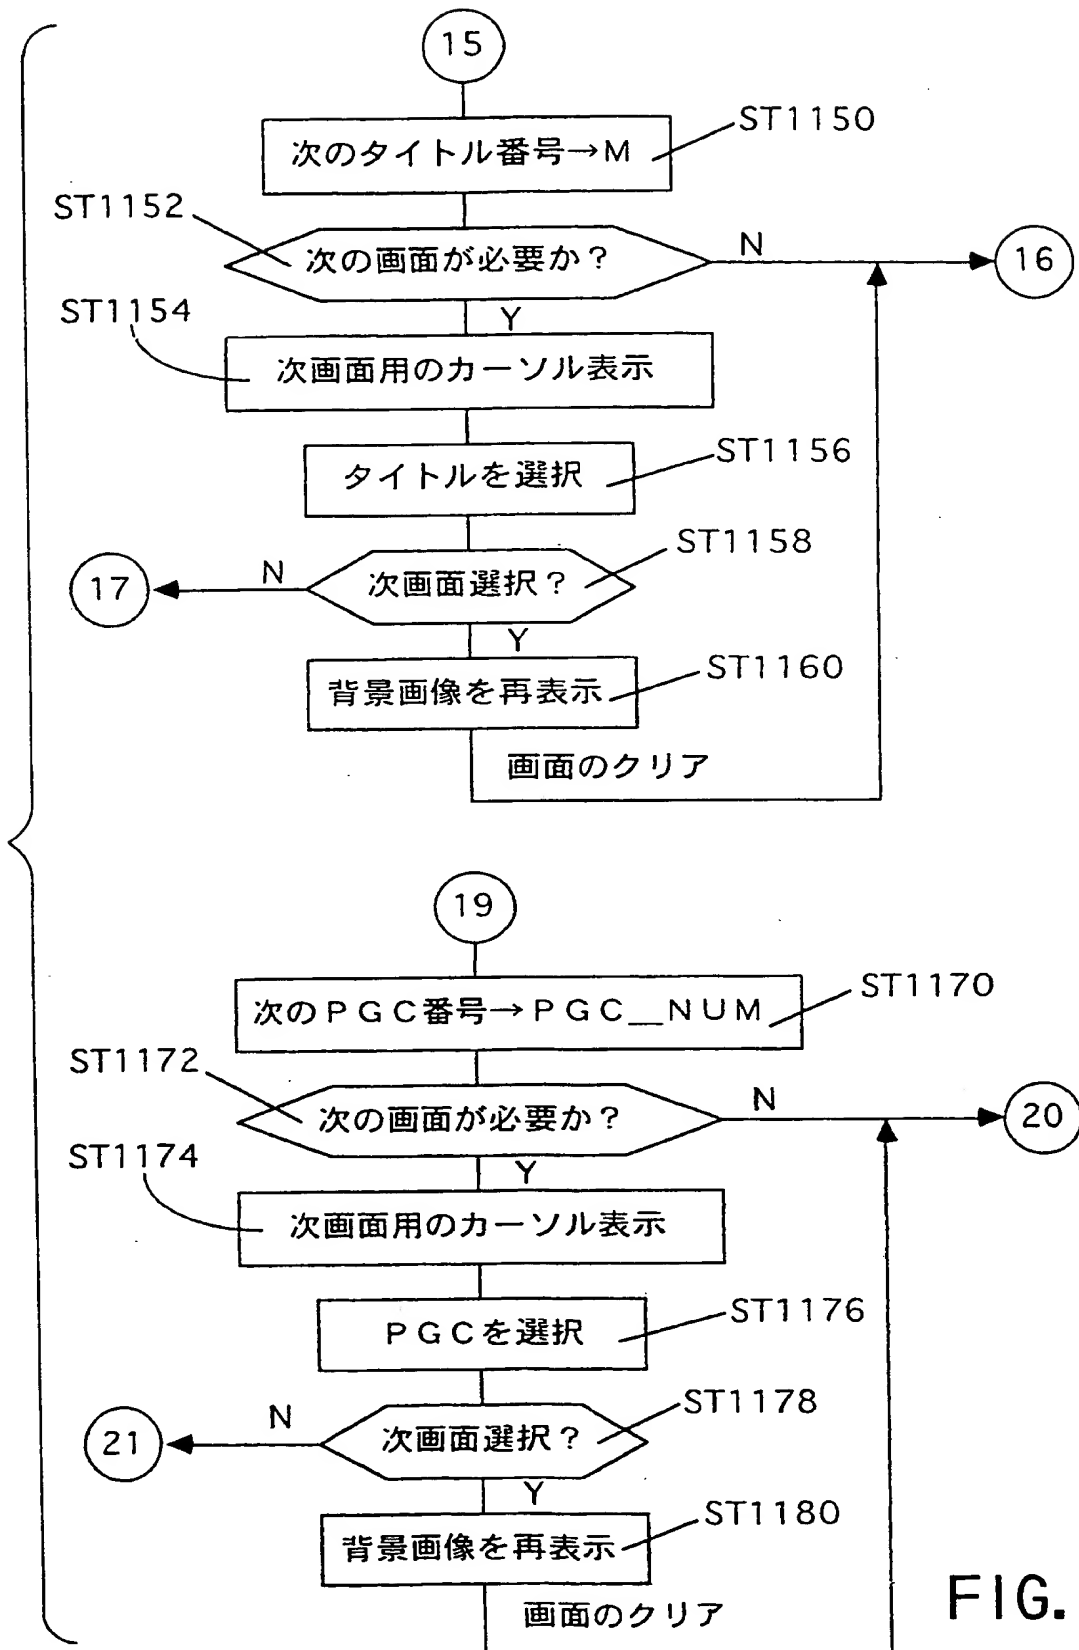 15
次のタイトル番号→M
ST1150
ST1152
次の画面が必要か?
N
16
Y
ST1154
次画面用のカーソル表示
タイトルを選択
ST1156
次画面選択?
ST1158
N
17
Y
背景画像を再表示
ST1160
画面のクリア
19
次のPGC番号→PGC__NUM
ST1170
ST1172
次の画面が必要か?
N
20
Y
ST1174
次画面用のカーソル表示
PGCを選択
ST1176
次画面選択?
ST1178
N
21
Y
背景画像を再表示
ST1180
画面のクリア
FIG.